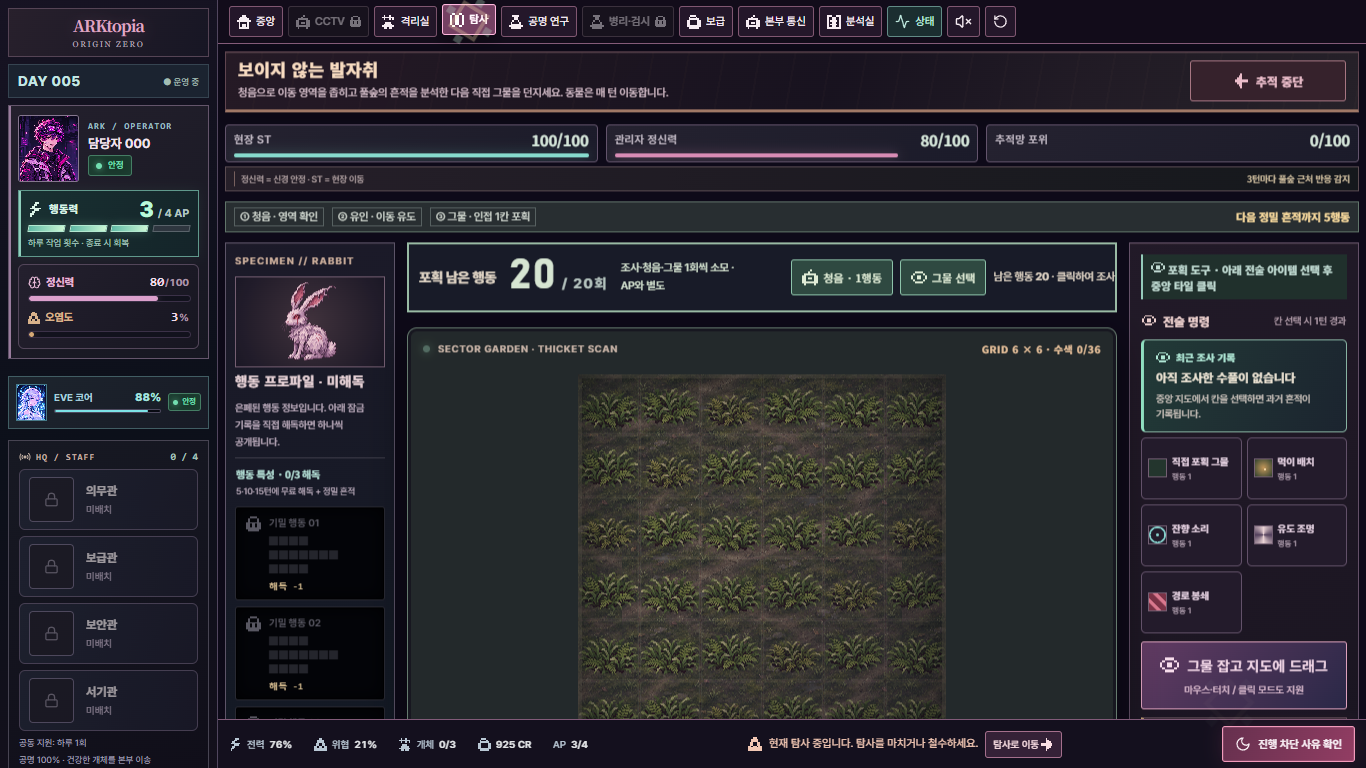 ARKtopia
ORIGIN ZERO
DAY 005
운영 중
ARK / OPERATOR
담당자 000
안정
행동력 3 / 4 AP
하루 작업 횟수 · 종료 시 회복
정신력 80/100
오염도 3%
EVE 코어 88% 안정
HQ / STAFF 0 / 4
의무관
미배치
보급관
미배치
보안관
미배치
서기관
미배치
공동 지원: 하루 1회
공명 100% · 건강한 개체를 본부 이송
중앙 CCTV 격리실 탐사 공명 연구 병리·검시 보급 본부 통신 분석실 상태
보이지 않는 발자취
청음으로 이동 영역을 좁히고 풀숲의 흔적을 분석한 다음 직접 그물을 던지세요. 동물은 매 턴 이동합니다.
추적 중단
현장 ST 100/100
관리자 정신력 80/100
추적망 포위 0/100
정신력 = 신경 안정 · ST = 현장 이동
3턴마다 풀숲 근처 반응 감지
① 청음 · 영역 확인
② 유인 · 이동 유도
③ 그물 · 인접 1칸 포획
다음 정밀 흔적까지 5행동
SPECIMEN // RABBIT
행동 프로파일 · 미해독
은폐된 행동 정보입니다. 아래 잠금
기록을 직접 해독하면 하나씩
공개됩니다.
행동 특성 · 0/3 해독
5·10·15턴에 무료 해독 + 정밀 흔적
기밀 행동 01
해독 -1
기밀 행동 02
해독 -1
포획 남은 행동 20 / 20회
조사·청음·그물 1회씩 소모 ·
AP와 별도
청음 · 1행동
그물 선택
남은 행동 20 · 클릭하여 조사
SECTOR GARDEN · THICKET SCAN
GRID 6 × 6 · 수색 0/36
포획 도구 · 아래 전술 아이템 선택 후
중앙 타일 클릭
전술 명령
칸 선택 시 1턴 경과
최근 조사 기록
아직 조사한 수풀이 없습니다
중앙 지도에서 칸을 선택하면 과거 흔적이
기록됩니다.
직접 포획 그물
행동 1
먹이 배치
행동 1
잔향 소리
행동 1
유도 조명
행동 1
경로 봉쇄
행동 1
그물 잡고 지도에 드래그
마우스·터치 / 클릭 모드도 지원
전력 76%
위협 21%
개체 0/3
925 CR
AP 3/4
현재 탐사 중입니다. 탐사를 마치거나 철수하세요.
탐사로 이동
진행 차단 사유 확인